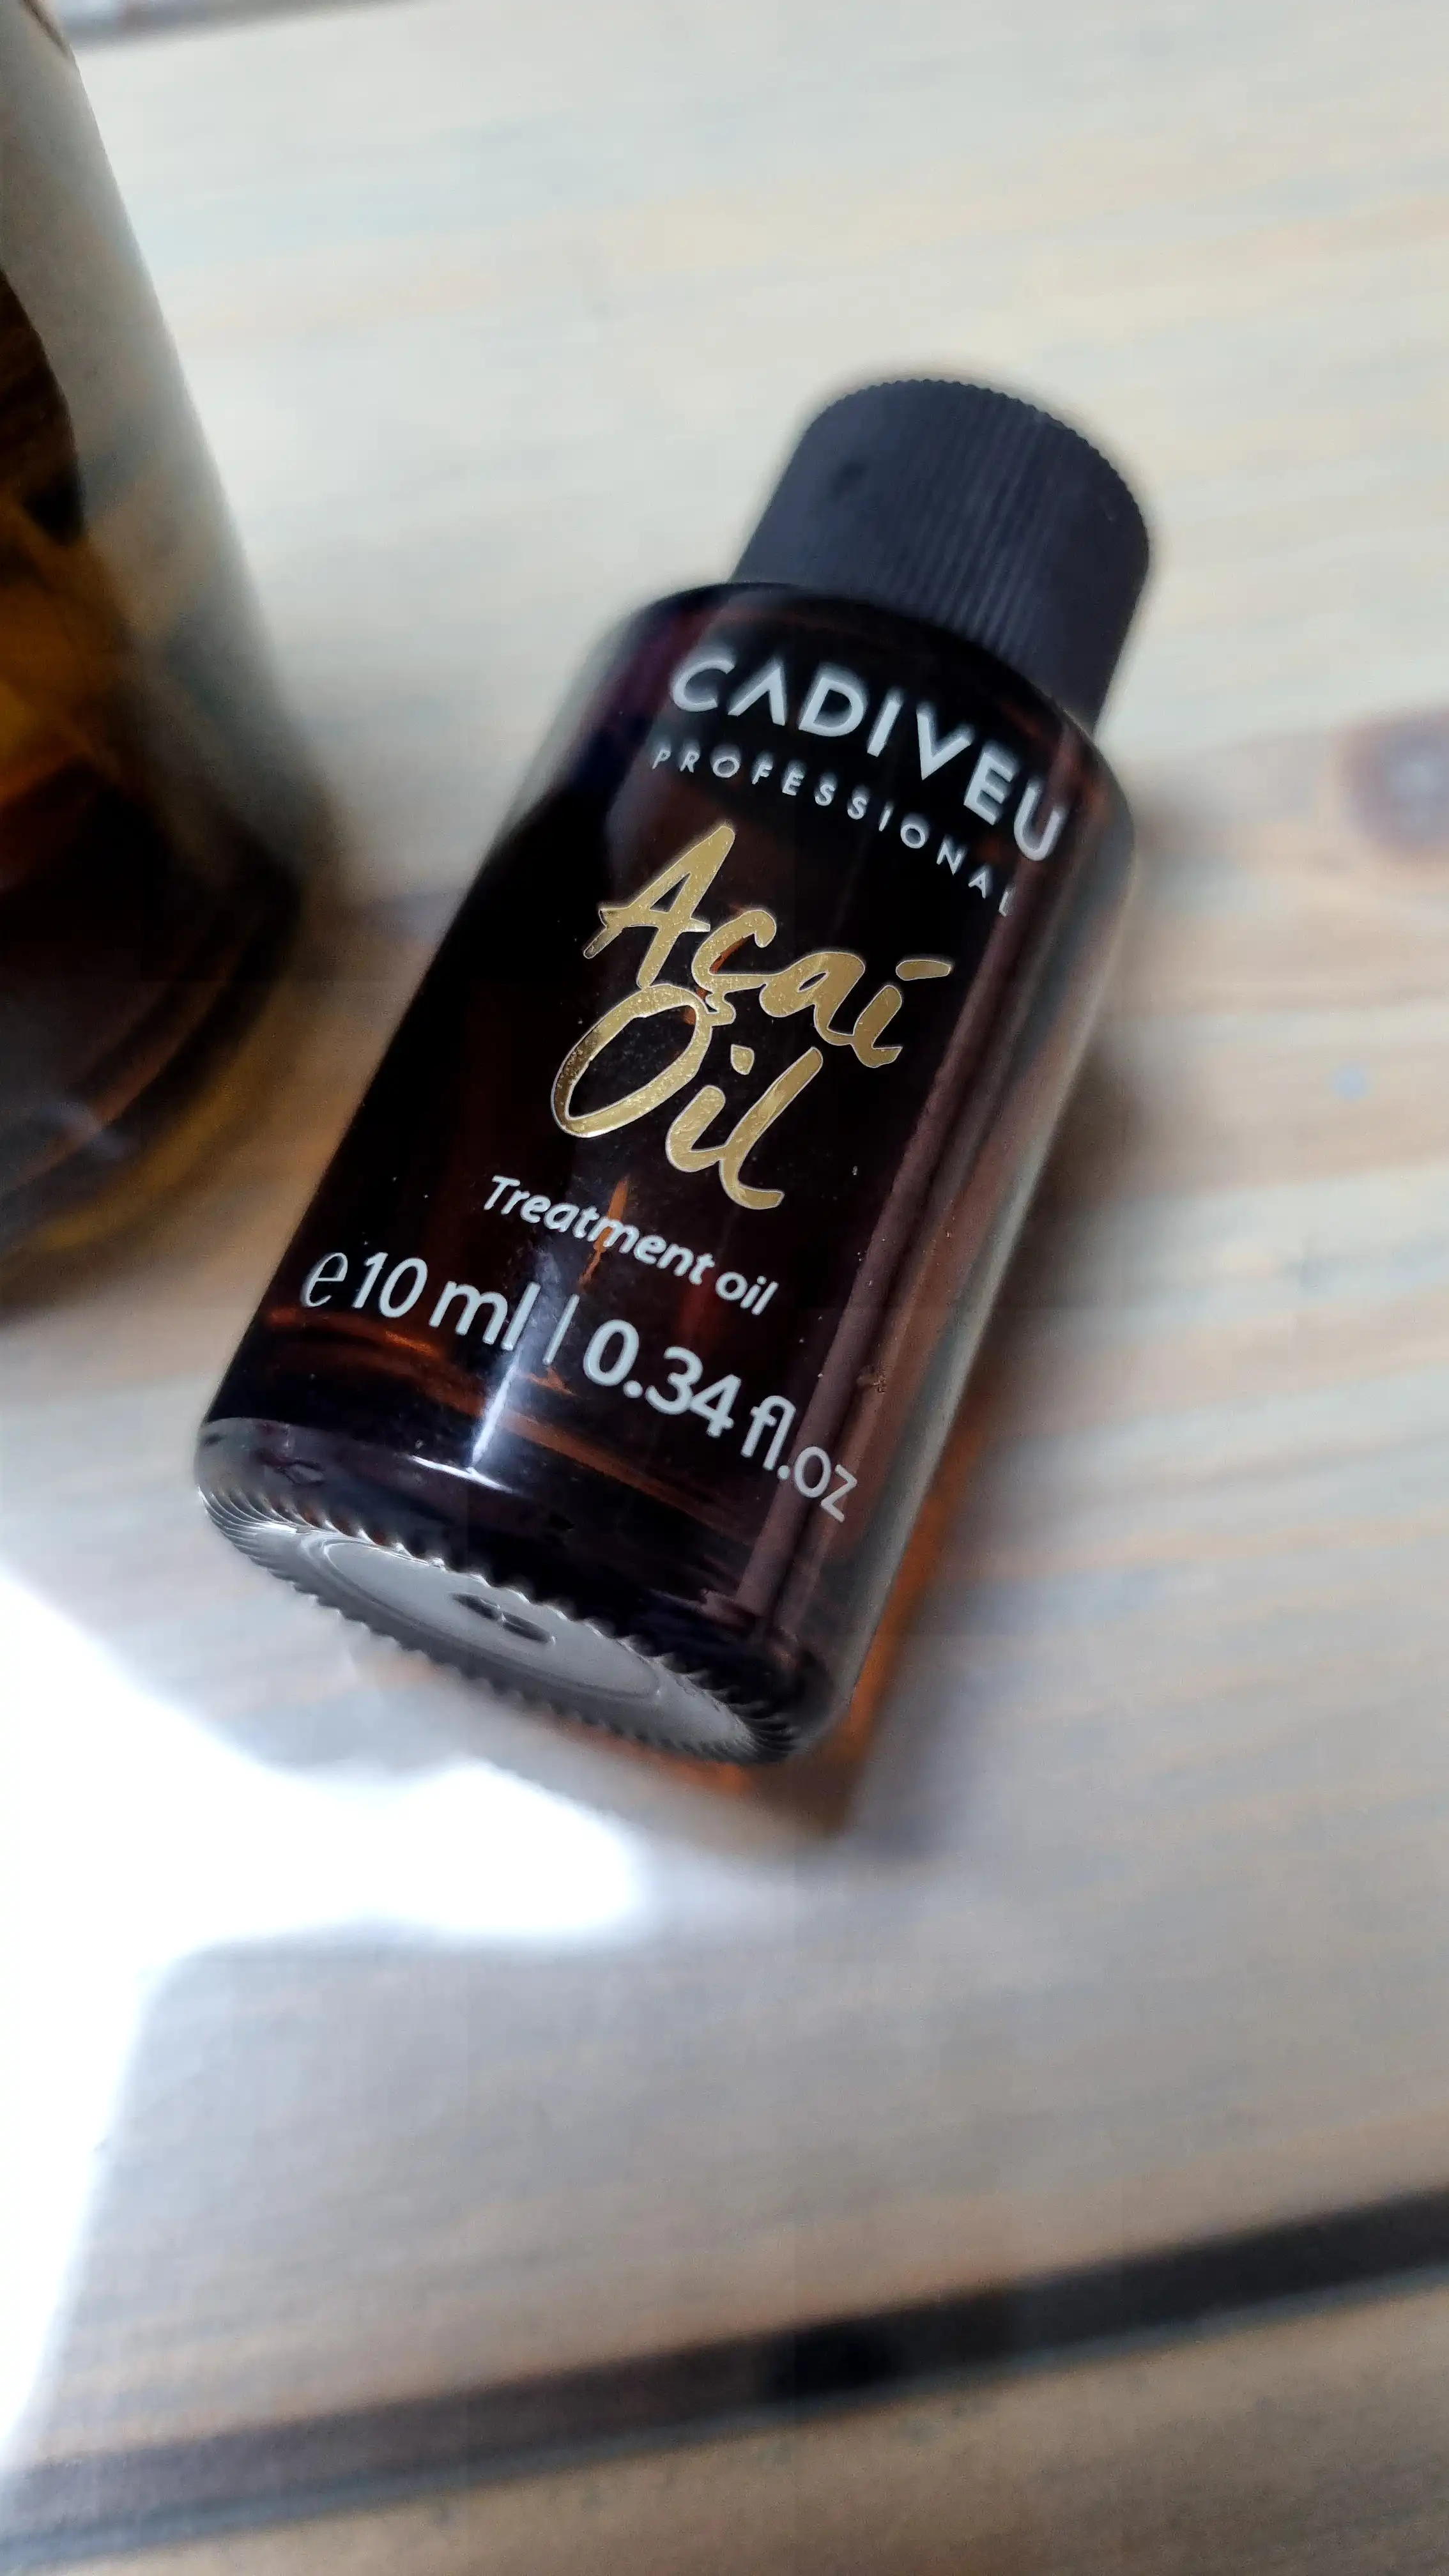 CADIVEU
PROFESSIONAL
Açaí
Oil
Treatment oil
℮10 ml | 0.34 fl.oz